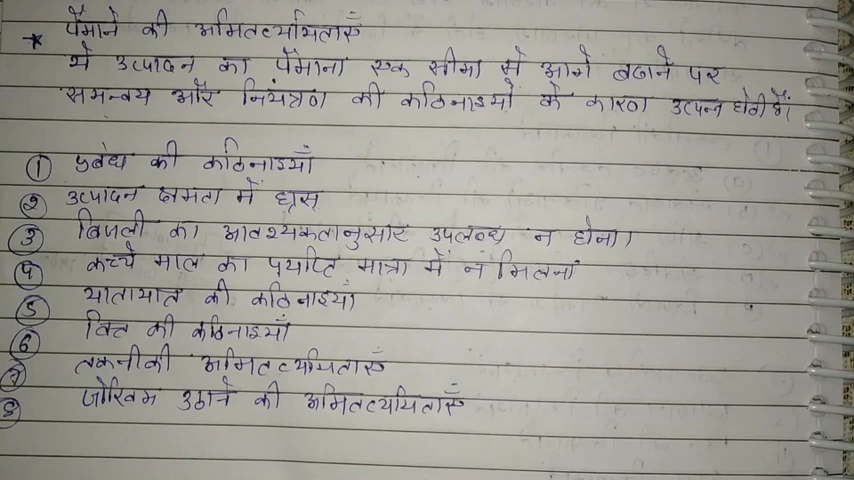 * पैमाने की अमितव्ययिताएँ
ये उत्पादन का पैमाना एक सीमा से आगे बढाने पर
समन्वय और नियंत्रण की कठिनाइयों के कारण उत्पन्न होती हैं।
① प्रबंध की कठिनाइयाँ
② उत्पादन क्षमता में ह्रास
③ बिजली का आवश्यकतानुसार उपलब्ध न होना।
④ कच्चे माल का पर्याप्त मात्रा में न मिलना
⑤ यातायात की कठिनाइयाँ
⑥ वित्त की कठिनाइयाँ
⑦ तकनीकी अमितव्ययिताएँ
⑧ जोखिम उठाने की अमितव्ययिताएँ